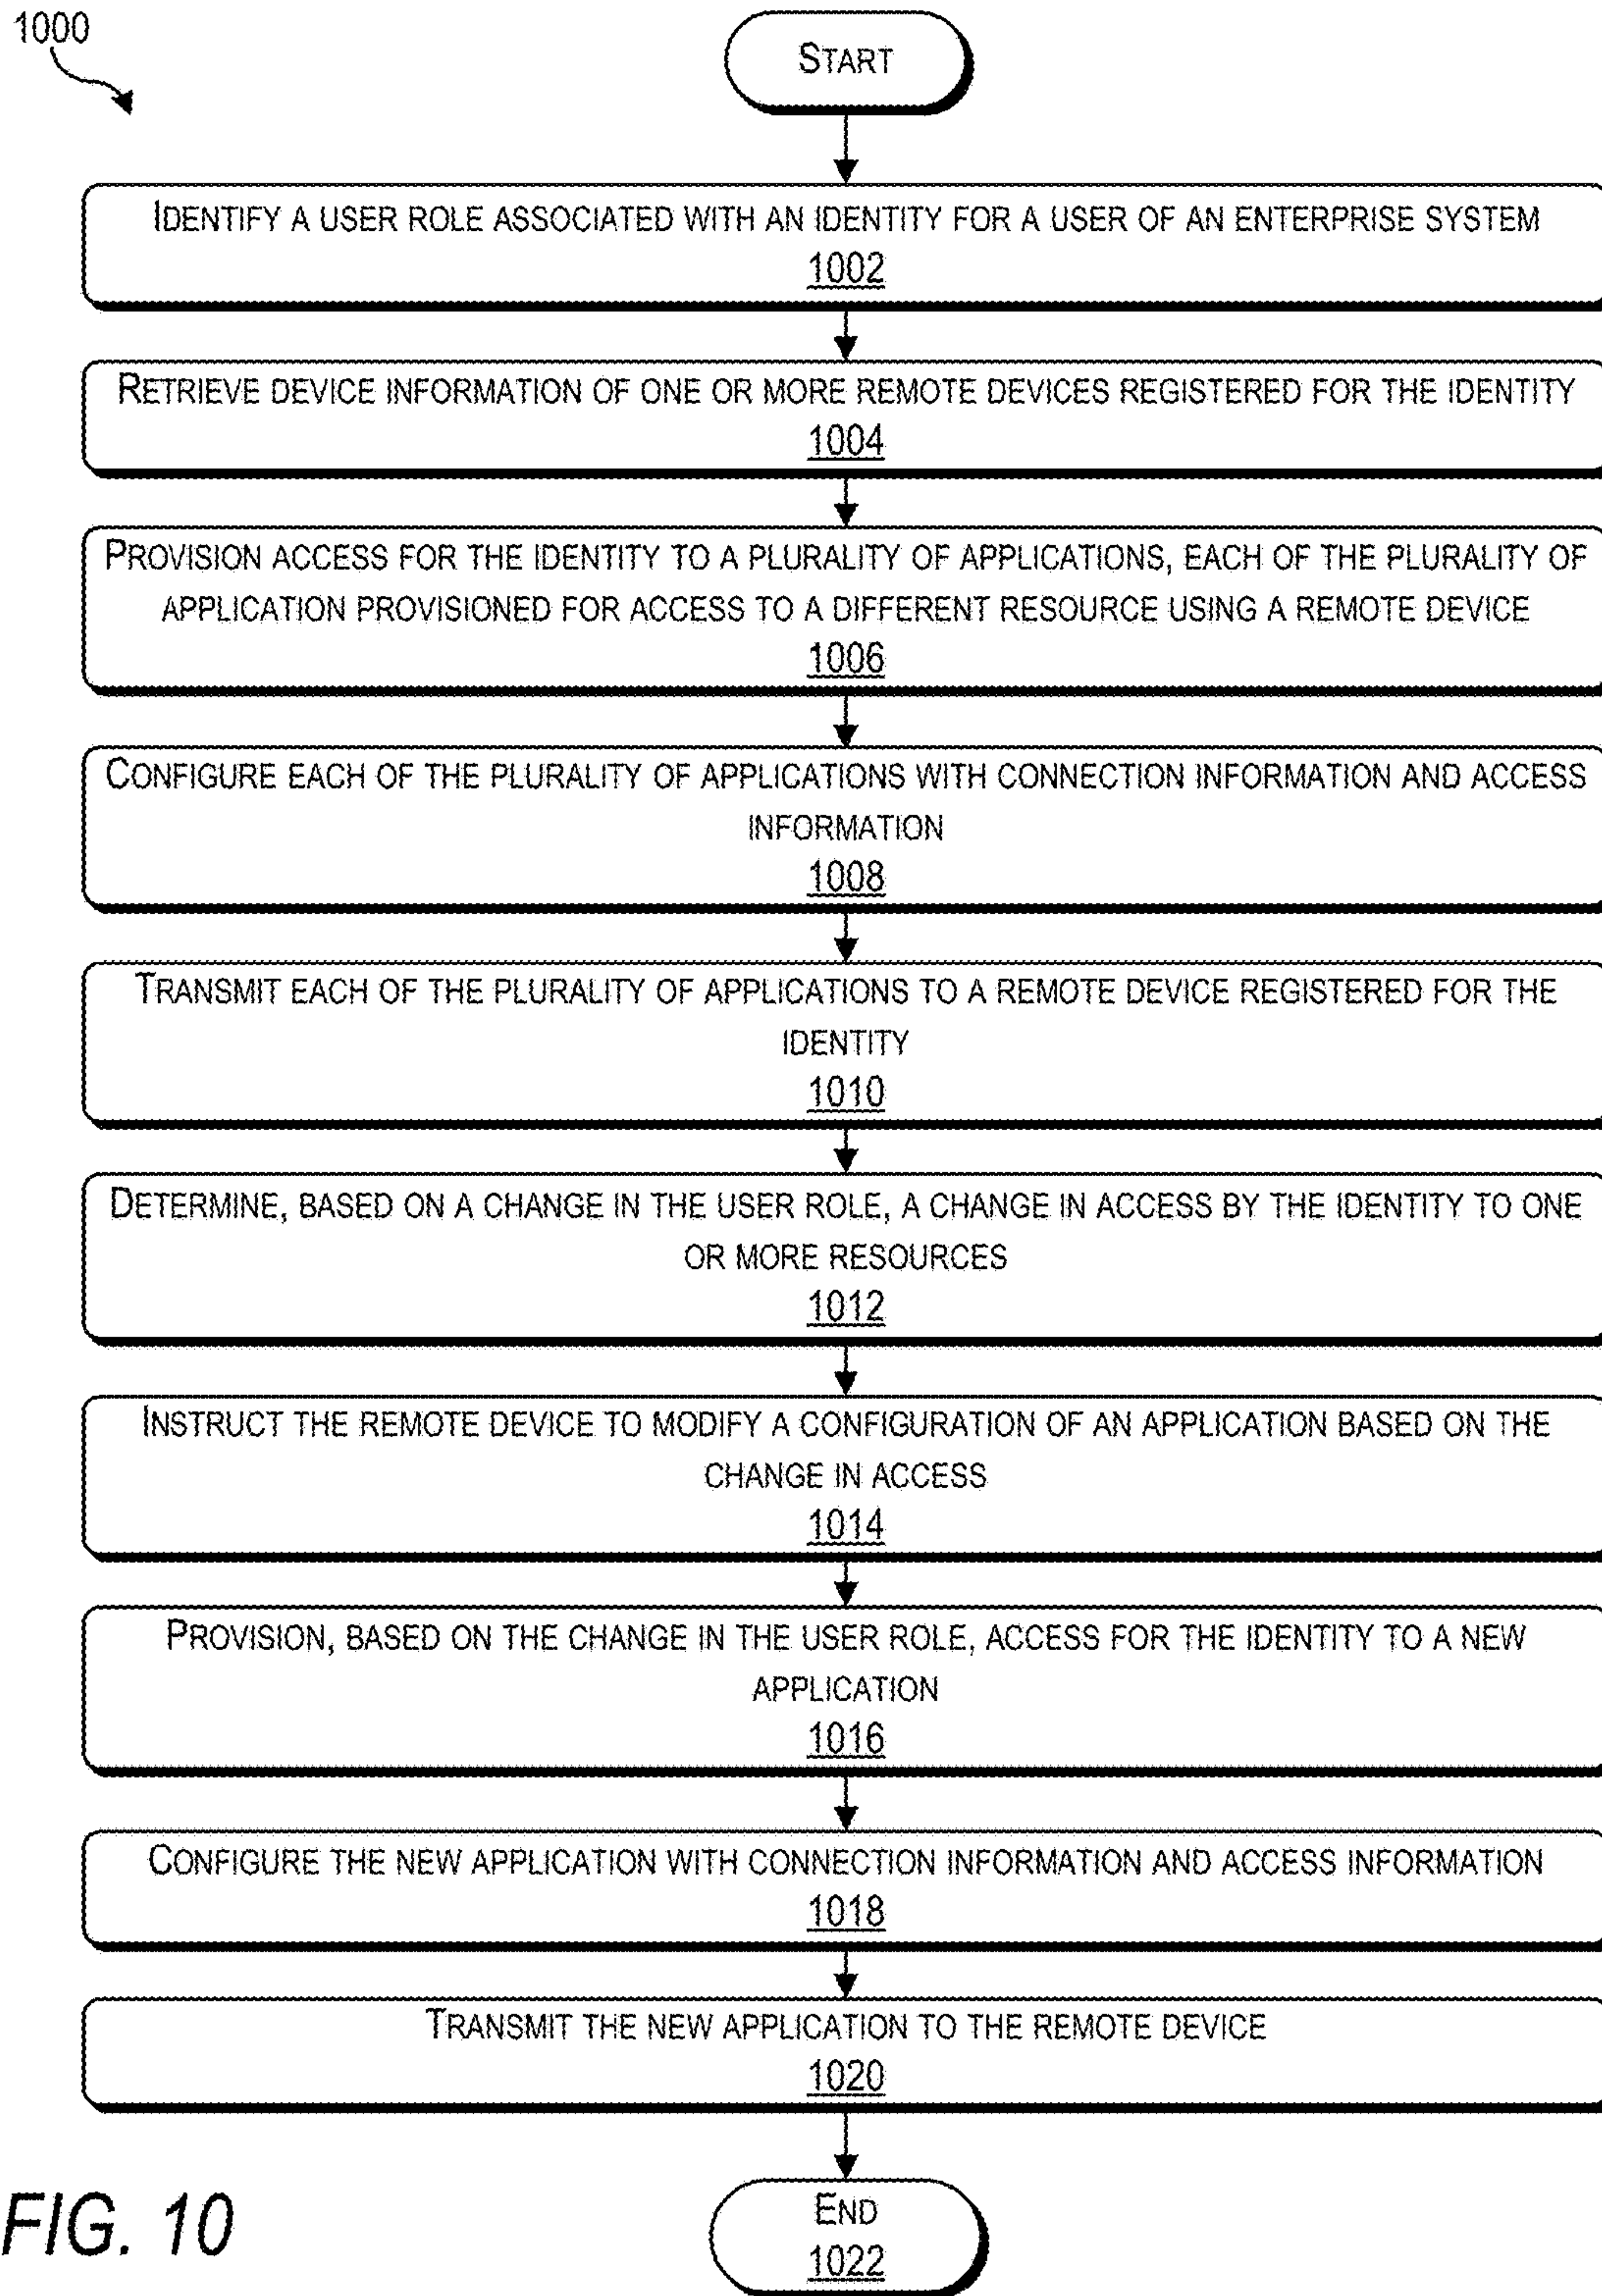 1000
START
IDENTIFY A USER ROLE ASSOCIATED WITH AN IDENTITY FOR A USER OF AN ENTERPRISE SYSTEM
1002
RETRIEVE DEVICE INFORMATION OF ONE OR MORE REMOTE DEVICES REGISTERED FOR THE IDENTITY
1004
PROVISION ACCESS FOR THE IDENTITY TO A PLURALITY OF APPLICATIONS, EACH OF THE PLURALITY OF
APPLICATION PROVISIONED FOR ACCESS TO A DIFFERENT RESOURCE USING A REMOTE DEVICE
1006
CONFIGURE EACH OF THE PLURALITY OF APPLICATIONS WITH CONNECTION INFORMATION AND ACCESS
INFORMATION
1008
TRANSMIT EACH OF THE PLURALITY OF APPLICATIONS TO A REMOTE DEVICE REGISTERED FOR THE
IDENTITY
1010
DETERMINE, BASED ON A CHANGE IN THE USER ROLE, A CHANGE IN ACCESS BY THE IDENTITY TO ONE
OR MORE RESOURCES
1012
INSTRUCT THE REMOTE DEVICE TO MODIFY A CONFIGURATION OF AN APPLICATION BASED ON THE
CHANGE IN ACCESS
1014
PROVISION, BASED ON THE CHANGE IN THE USER ROLE, ACCESS FOR THE IDENTITY TO A NEW
APPLICATION
1016
CONFIGURE THE NEW APPLICATION WITH CONNECTION INFORMATION AND ACCESS INFORMATION
1018
TRANSMIT THE NEW APPLICATION TO THE REMOTE DEVICE
1020
END
1022
FIG. 10